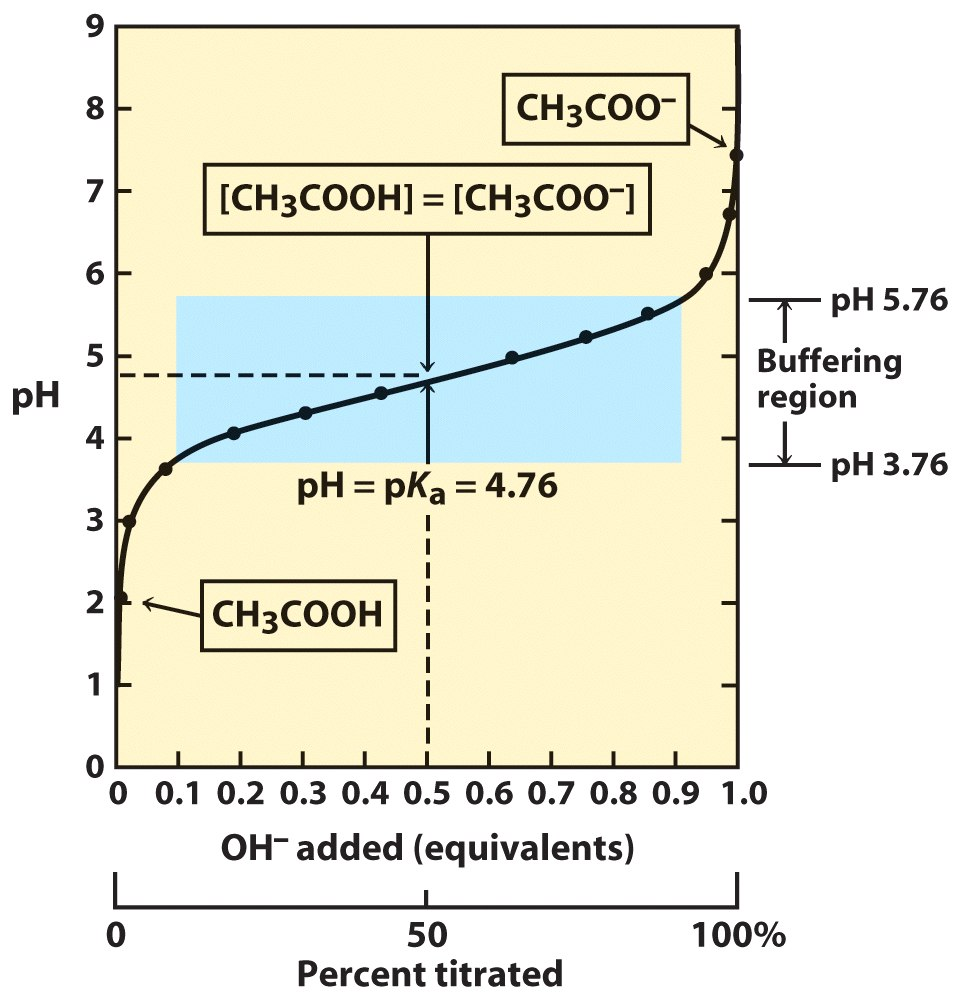 9
CH₃COO⁻
8
[CH₃COOH] = [CH₃COO⁻]
7
6
pH 5.76
5
Buffering
region
pH
4
pH 3.76
pH = pKₐ = 4.76
3
2
CH₃COOH
1
0
0 0.1 0.2 0.3 0.4 0.5 0.6 0.7 0.8 0.9 1.0
OH⁻ added (equivalents)
0 50 100%
Percent titrated